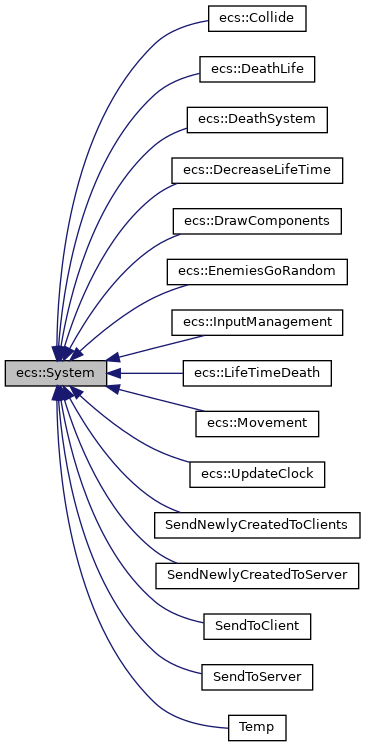 ecs::Collide
ecs::DeathLife
ecs::DeathSystem
ecs::DecreaseLifeTime
ecs::DrawComponents
ecs::EnemiesGoRandom
ecs::InputManagement
ecs::System
ecs::LifeTimeDeath
ecs::Movement
ecs::UpdateClock
SendNewlyCreatedToClients
SendNewlyCreatedToServer
SendToClient
SendToServer
Temp